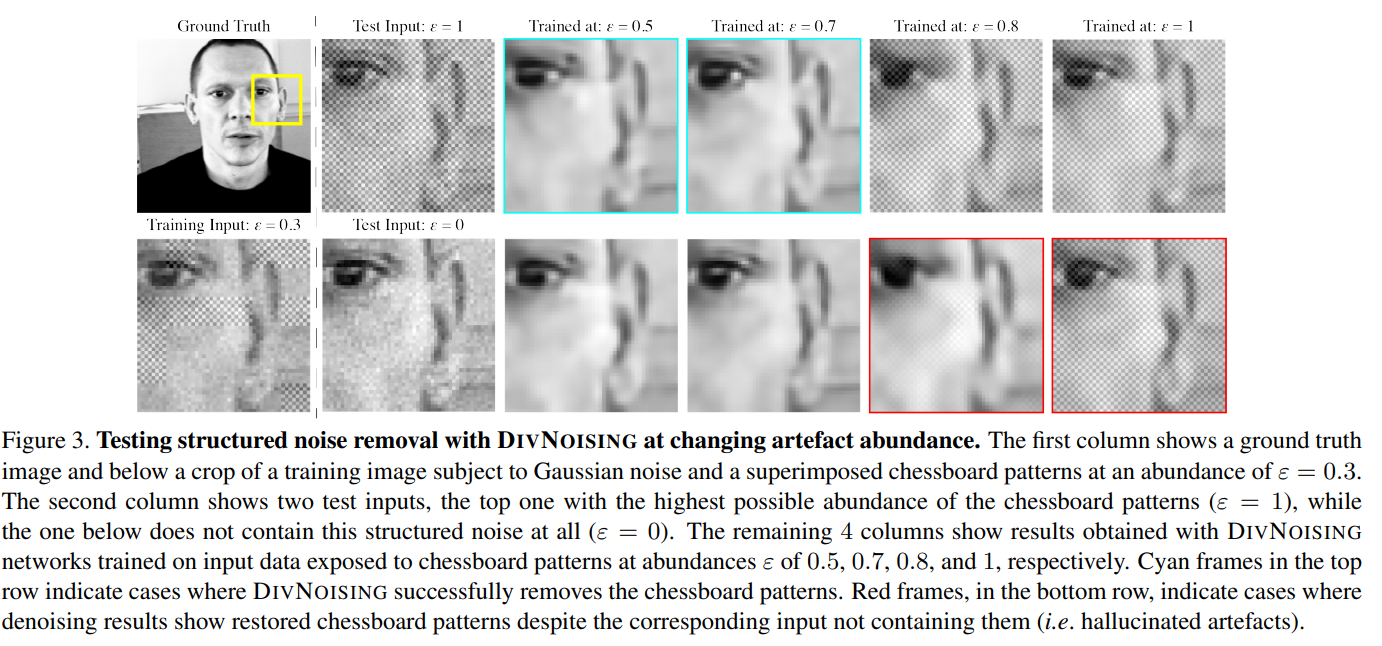 Ground Truth
Test Input: ε = 1
Trained at: ε = 0.5
Trained at: ε = 0.7
Trained at: ε = 0.8
Trained at: ε = 1
Training Input: ε = 0.3
Test Input: ε = 0
Figure 3. Testing structured noise removal with DIVNOISING at changing artefact abundance. The first column shows a ground truth
image and below a crop of a training image subject to Gaussian noise and a superimposed chessboard patterns at an abundance of ε = 0.3.
The second column shows two test inputs, the top one with the highest possible abundance of the chessboard patterns (ε = 1), while
the one below does not contain this structured noise at all (ε = 0). The remaining 4 columns show results obtained with DIVNOISING
networks trained on input data exposed to chessboard patterns at abundances ε of 0.5, 0.7, 0.8, and 1, respectively. Cyan frames in the top
row indicate cases where DIVNOISING successfully removes the chessboard patterns. Red frames, in the bottom row, indicate cases where
denoising results show restored chessboard patterns despite the corresponding input not containing them (i.e. hallucinated artefacts).